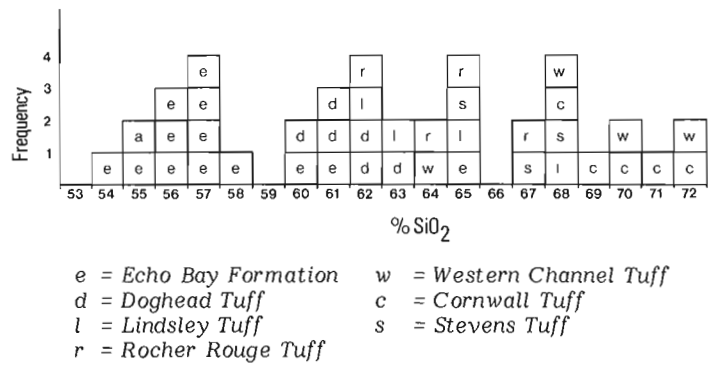 Frequency
4 e r r w
3 e e d l s c
2 a e e d d d l r l r s w w
1 e e e e e e e d d w e s l c c c c
53 54 55 56 57 58 59 60 61 62 63 64 65 66 67 68 69 70 71 72
% SiO2
e = Echo Bay Formation w = Western Channel Tuff
d = Doghead Tuff c = Cornwall Tuff
l = Lindsley Tuff s = Stevens Tuff
r = Rocher Rouge Tuff